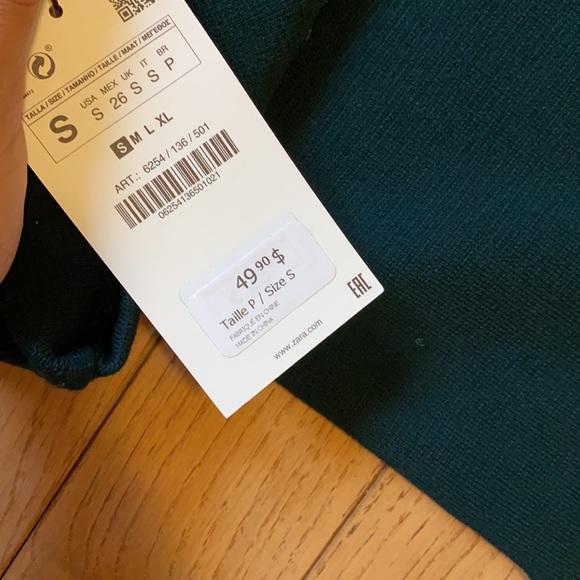 TALLA / SIZE / TAMANHO / TAILLE / MAAT / ΜΕΓΕΘΟΣ
S
USA MEX UK IT BR
S 26 S S P
S M L XL
ART.: 6254 / 136 / 501
06254136501021
49 90 $
Taille P / Size S
FABRIQUÉ EN CHINE
MADE IN CHINA
EAC
www.zara.com